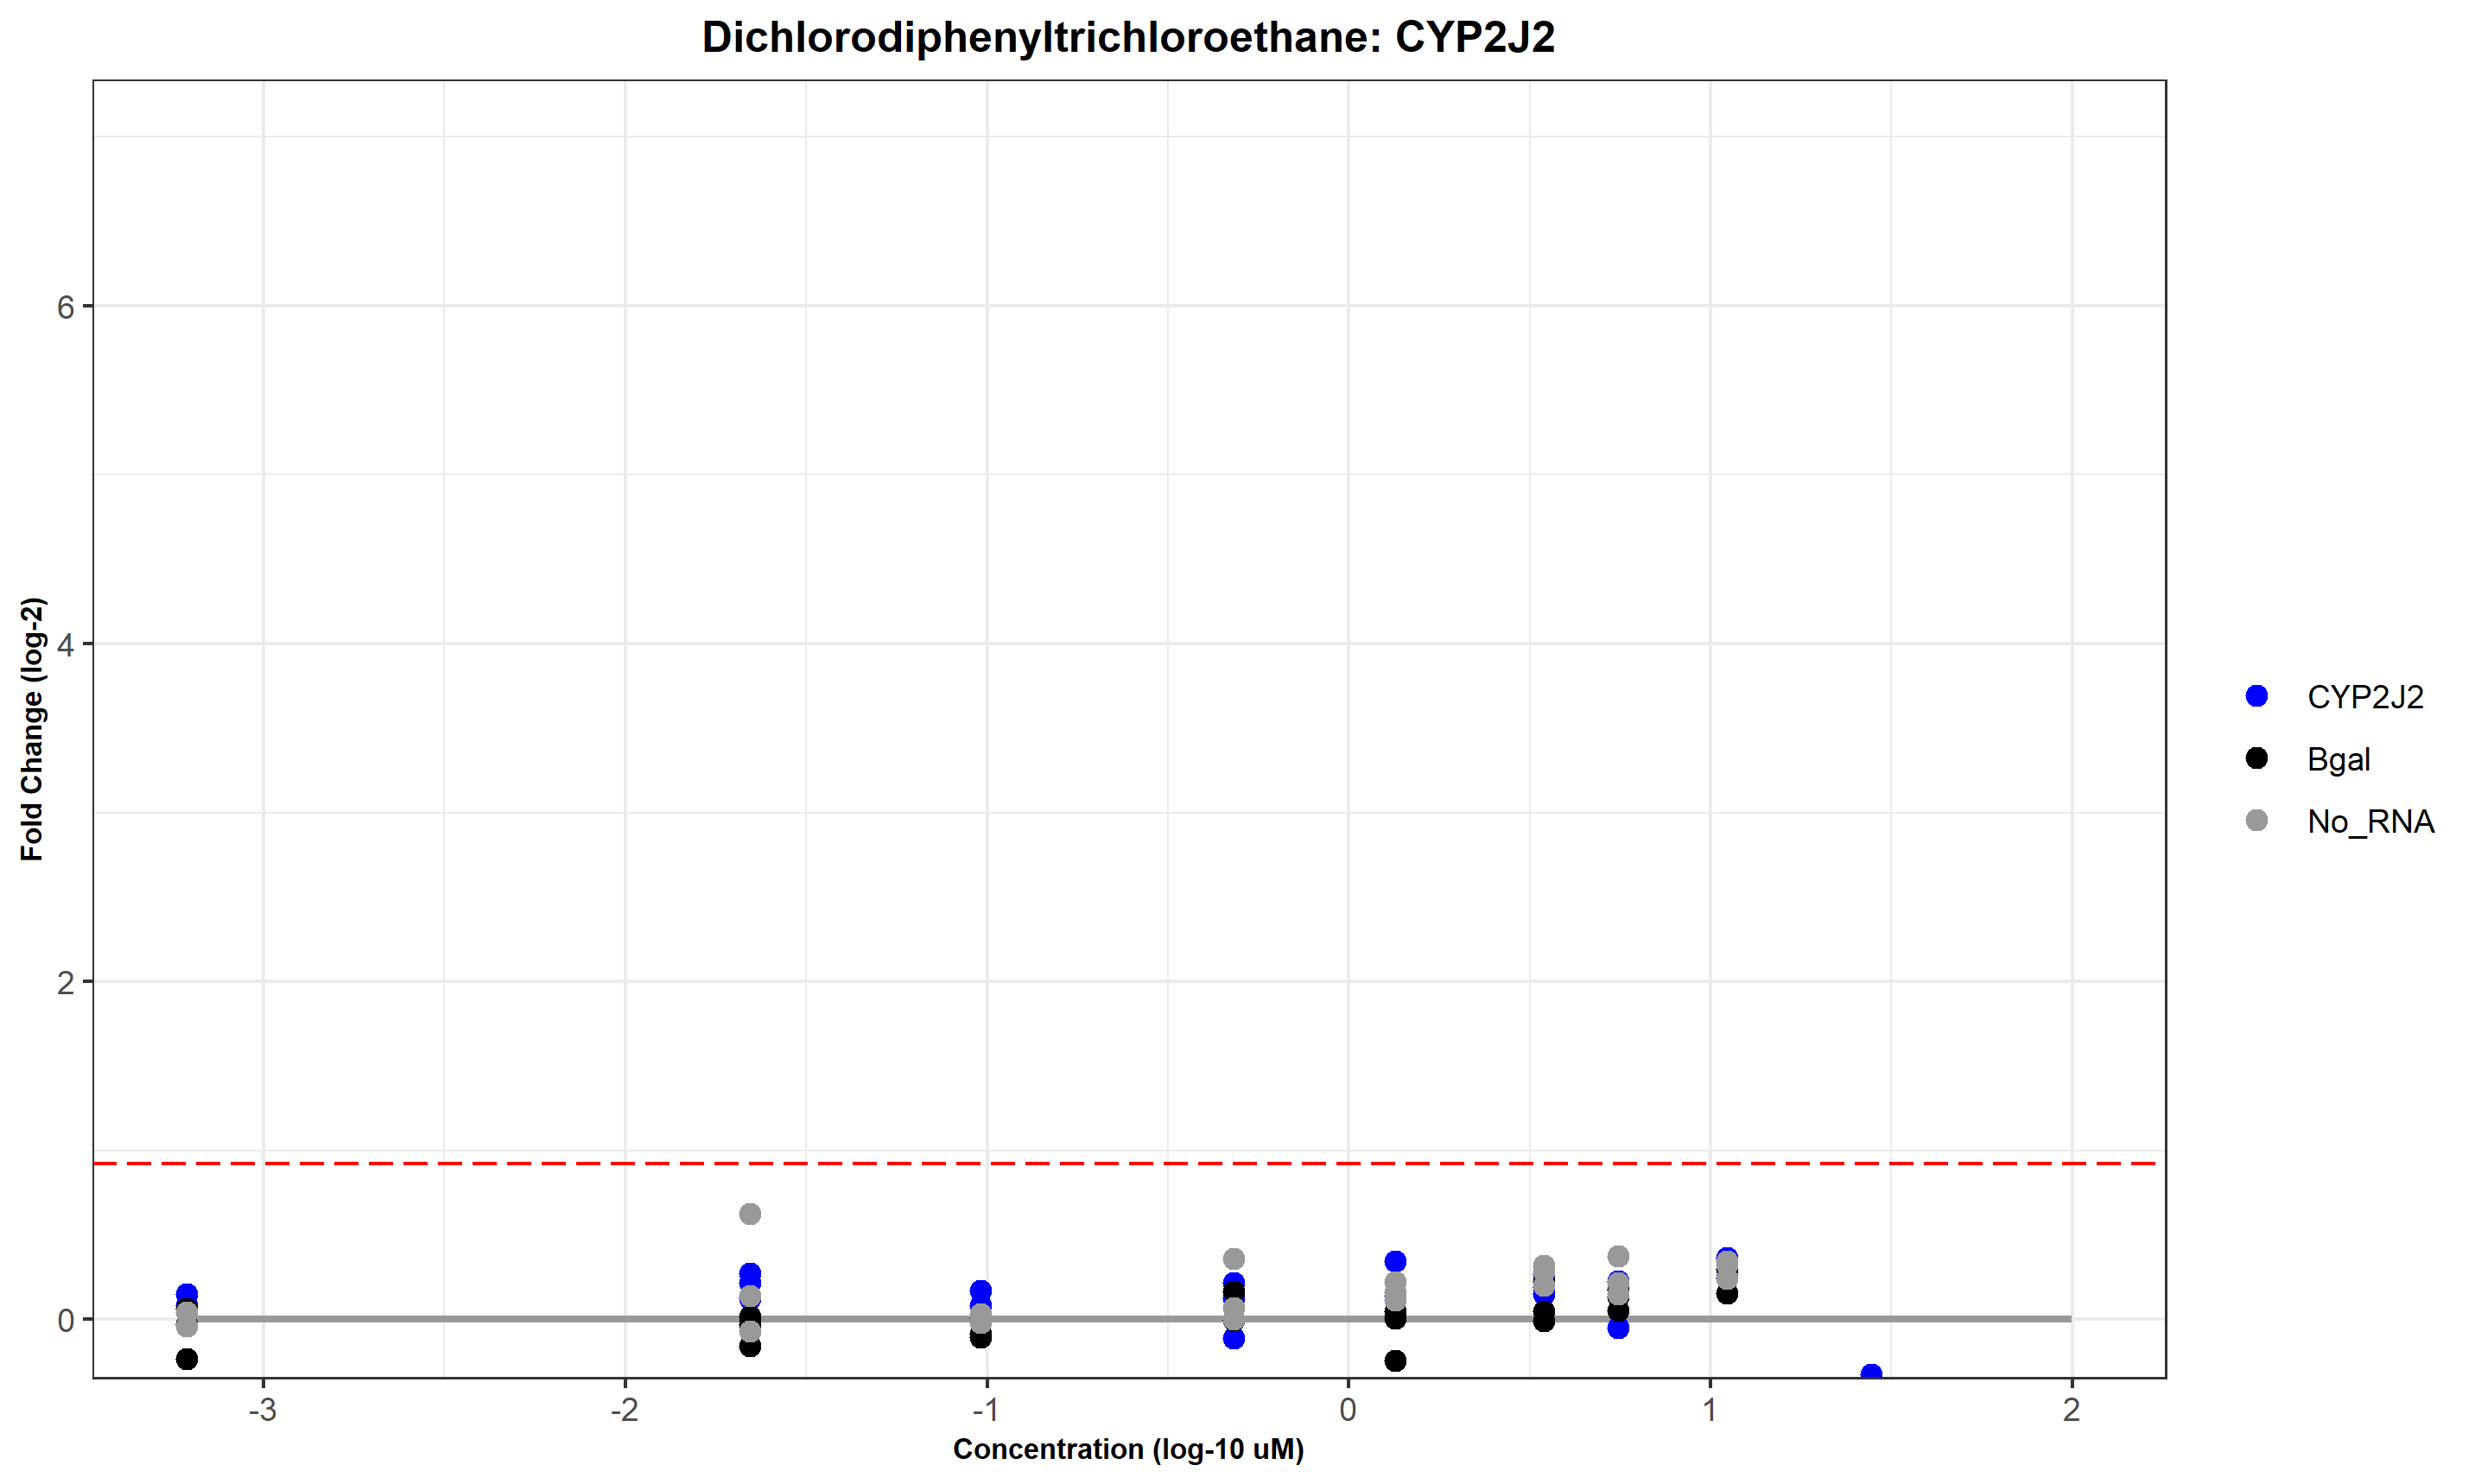 Dichlorodiphenyltrichloroethane: CYP2J2
Fold Change (log-2)
6
4
2
0
-3
-2
-1
0
1
2
Concentration (log-10 uM)
CYP2J2
Bgal
No_RNA